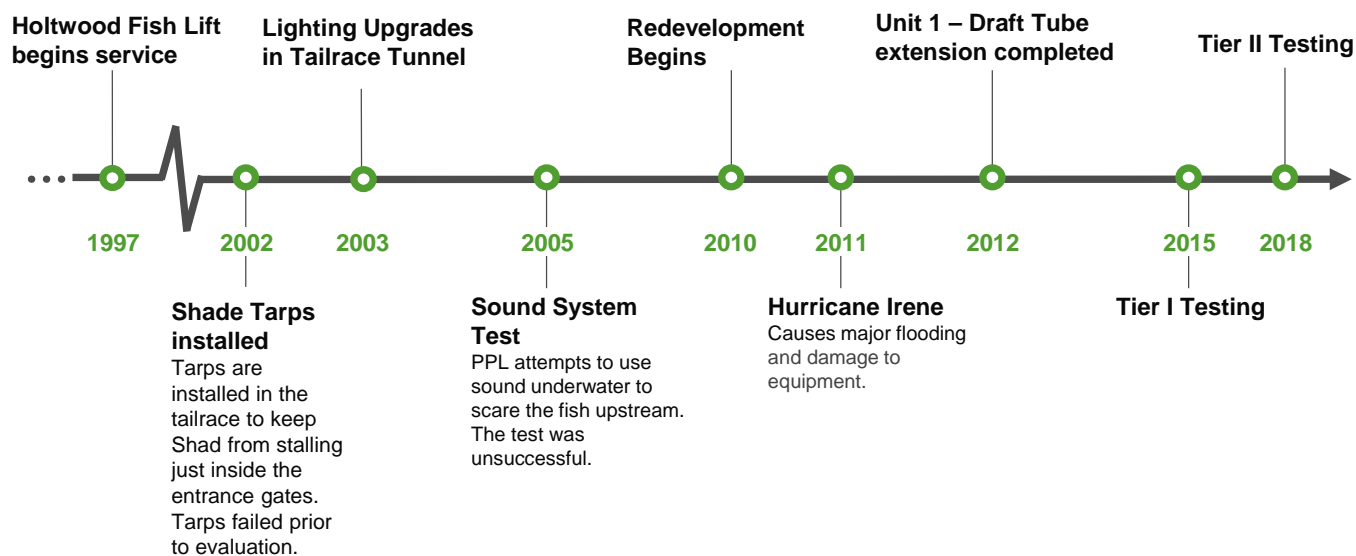 Holtwood Fish Lift
begins service
Lighting Upgrades
in Tailrace Tunnel
Redevelopment
Begins
Unit 1 – Draft Tube
extension completed
Tier II Testing
1997
2002
2003
2005
2010
2011
2012
2015
2018
Shade Tarps
installed
Tarps are
installed in the
tailrace to keep
Shad from stalling
just inside the
entrance gates.
Tarps failed prior
to evaluation.
Sound System
Test
PPL attempts to use
sound underwater to
scare the fish upstream.
The test was
unsuccessful.
Hurricane Irene
Causes major flooding
and damage to
equipment.
Tier I Testing